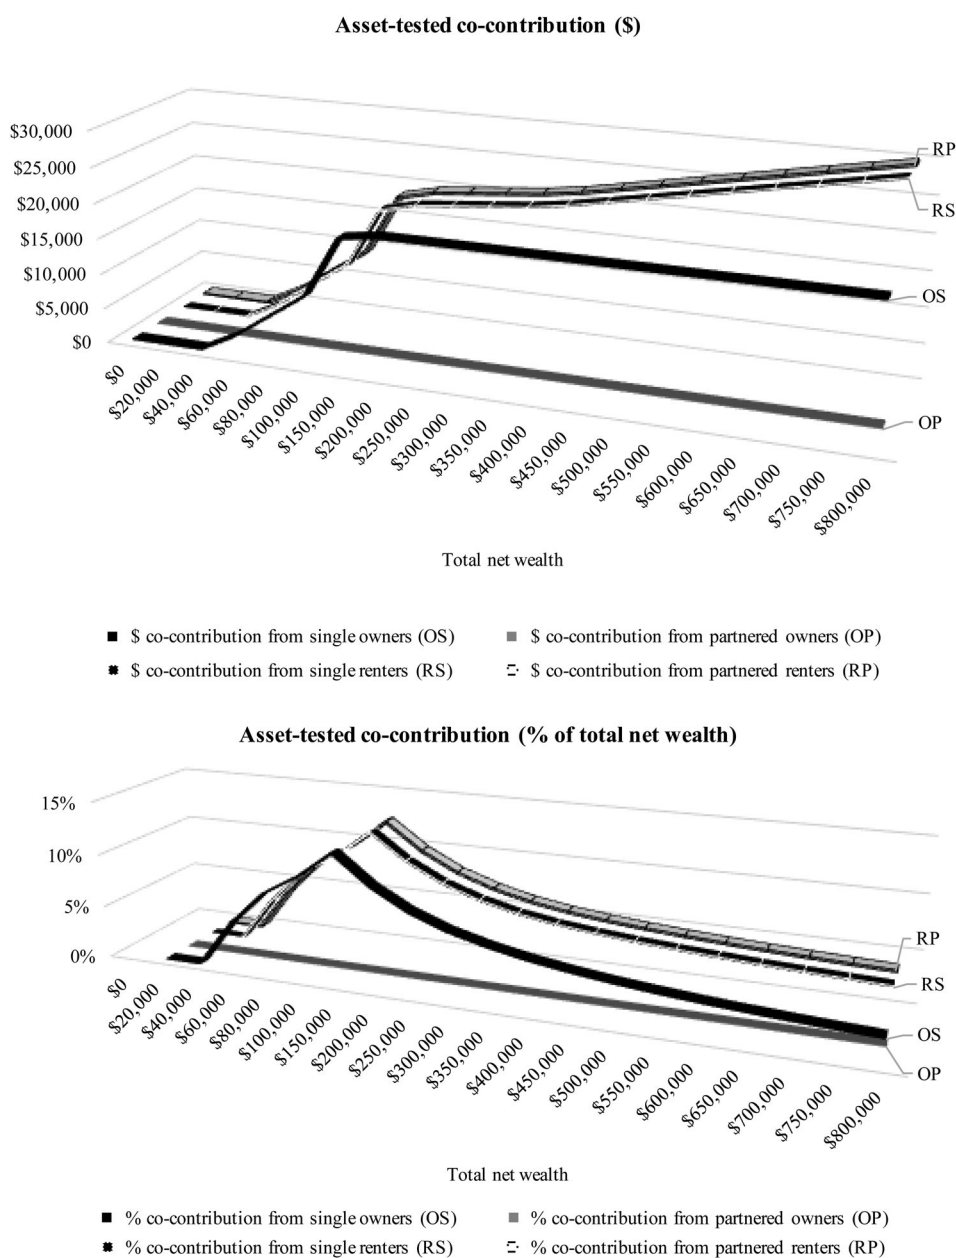 Asset-tested co-contribution ($)
$30,000
$25,000
$20,000
$15,000
$10,000
$5,000
$0
RP
RS
OS
OP
$0
$20,000
$40,000
$60,000
$80,000
$100,000
$150,000
$200,000
$250,000
$300,000
$350,000
$400,000
$450,000
$500,000
$550,000
$600,000
$650,000
$700,000
$750,000
$800,000
Total net wealth
$ co-contribution from single owners (OS)
$ co-contribution from partnered owners (OP)
$ co-contribution from single renters (RS)
$ co-contribution from partnered renters (RP)
Asset-tested co-contribution (% of total net wealth)
15%
10%
5%
0%
RP
RS
OS
OP
$0
$20,000
$40,000
$60,000
$80,000
$100,000
$150,000
$200,000
$250,000
$300,000
$350,000
$400,000
$450,000
$500,000
$550,000
$600,000
$650,000
$700,000
$750,000
$800,000
Total net wealth
% co-contribution from single owners (OS)
% co-contribution from partnered owners (OP)
% co-contribution from single renters (RS)
% co-contribution from partnered renters (RP)